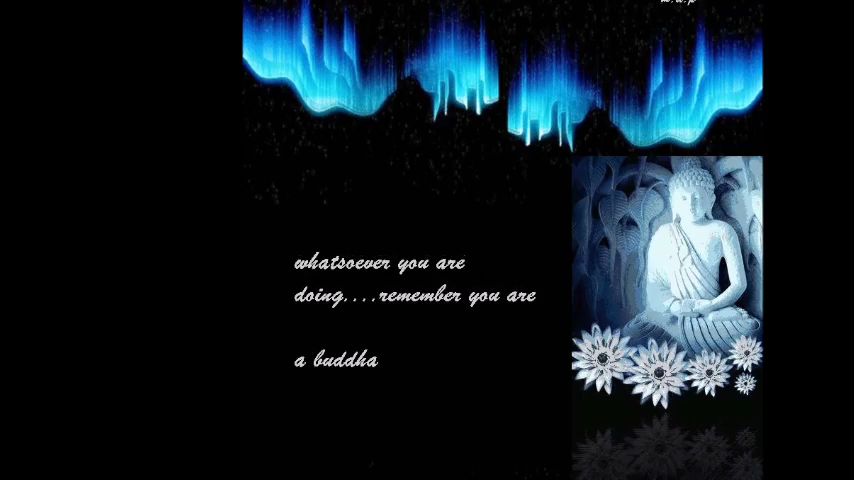 whatsoever you are
doing....remember you are
a buddha